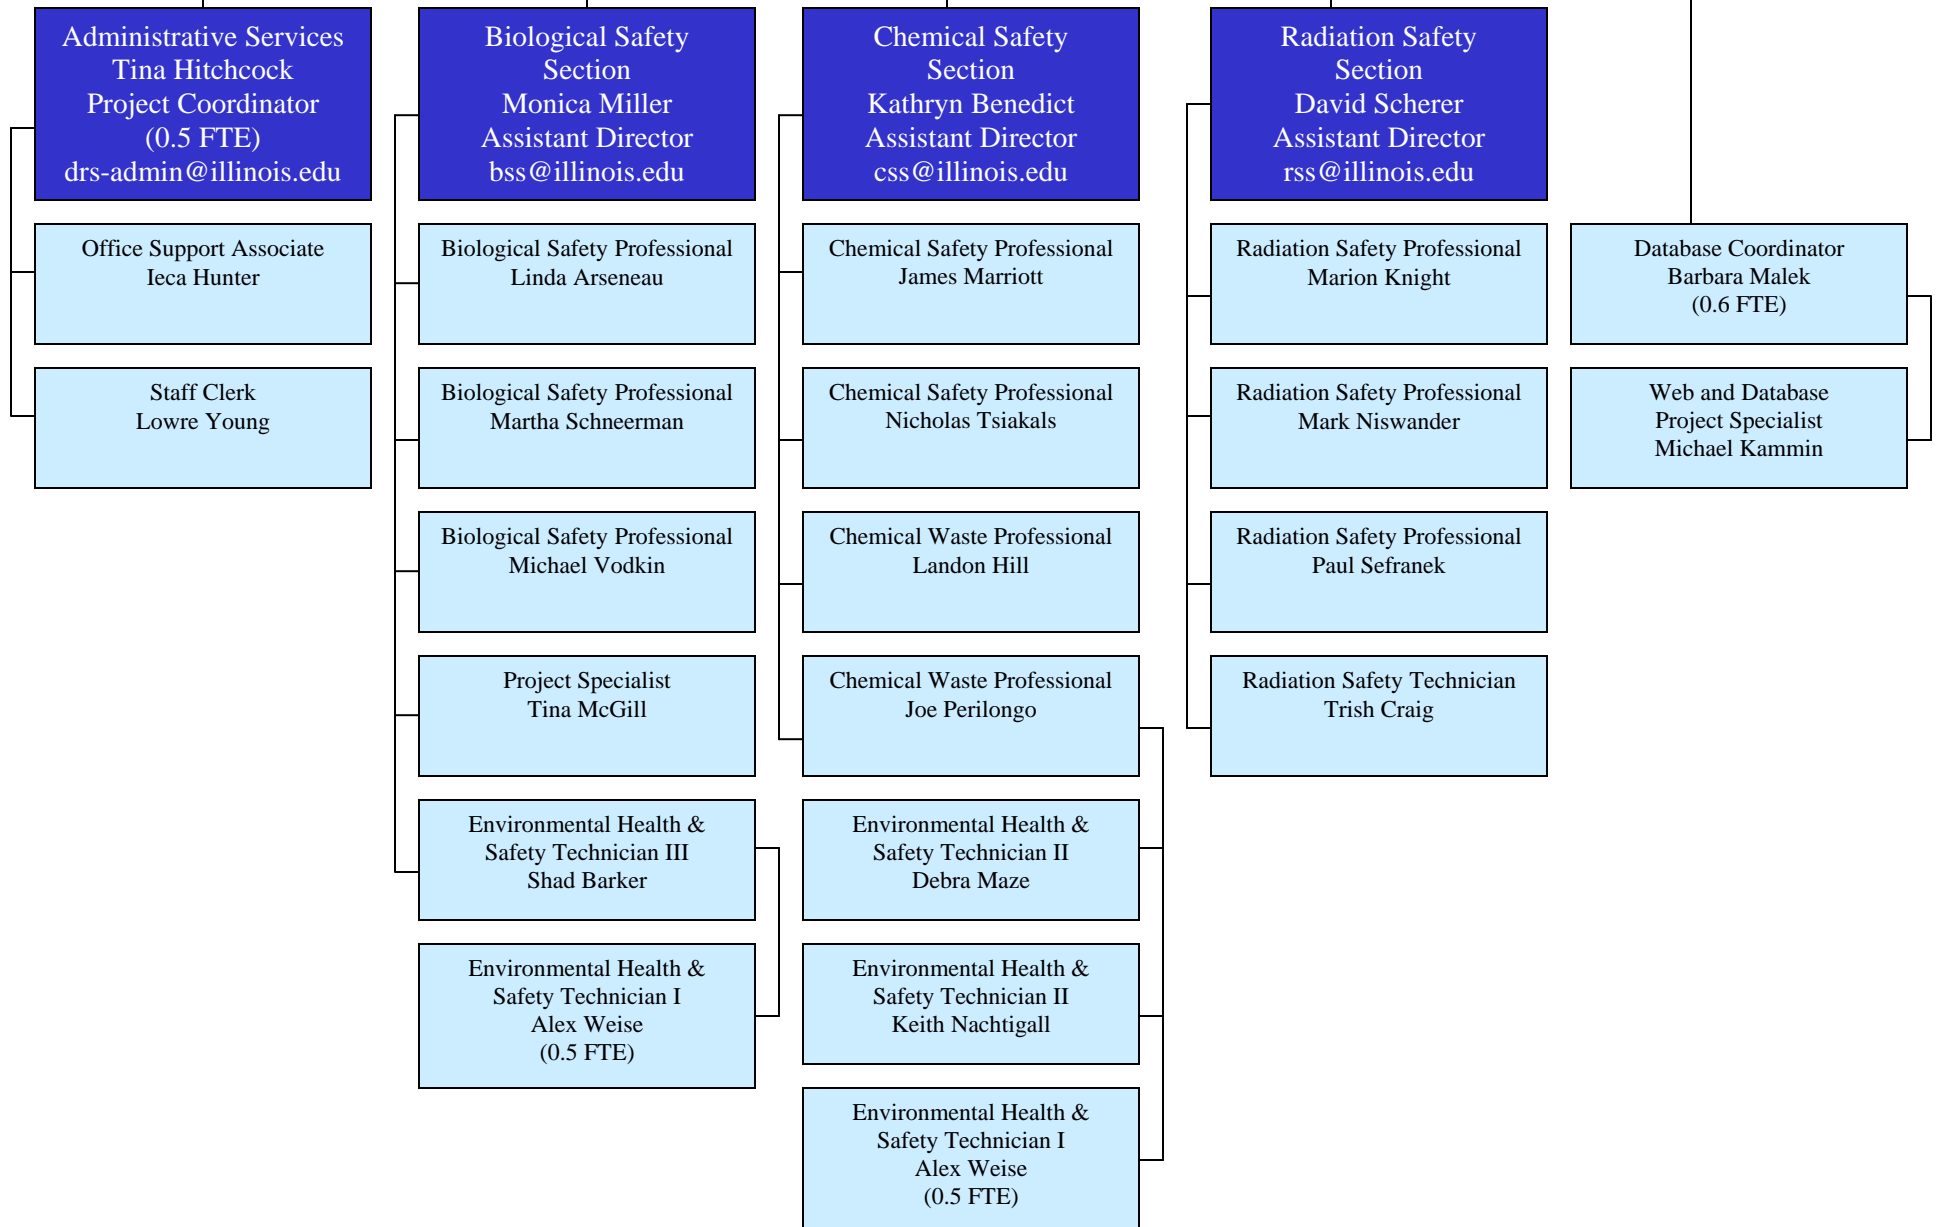 Administrative Services
Tina Hitchcock
Project Coordinator
(0.5 FTE)
drs-admin@illinois.edu
Office Support Associate
Ieca Hunter
Staff Clerk
Lowre Young
Biological Safety
Section
Monica Miller
Assistant Director
bss@illinois.edu
Biological Safety Professional
Linda Arseneau
Biological Safety Professional
Martha Schneerman
Biological Safety Professional
Michael Vodkin
Project Specialist
Tina McGill
Environmental Health &
Safety Technician III
Shad Barker
Environmental Health &
Safety Technician I
Alex Weise
(0.5 FTE)
Chemical Safety
Section
Kathryn Benedict
Assistant Director
css@illinois.edu
Chemical Safety Professional
James Marriott
Chemical Safety Professional
Nicholas Tsiakals
Chemical Waste Professional
Landon Hill
Chemical Waste Professional
Joe Perilongo
Environmental Health &
Safety Technician II
Debra Maze
Environmental Health &
Safety Technician II
Keith Nachtigall
Environmental Health &
Safety Technician I
Alex Weise
(0.5 FTE)
Radiation Safety
Section
David Scherer
Assistant Director
rss@illinois.edu
Radiation Safety Professional
Marion Knight
Radiation Safety Professional
Mark Niswander
Radiation Safety Professional
Paul Sefranek
Radiation Safety Technician
Trish Craig
Database Coordinator
Barbara Malek
(0.6 FTE)
Web and Database
Project Specialist
Michael Kammin